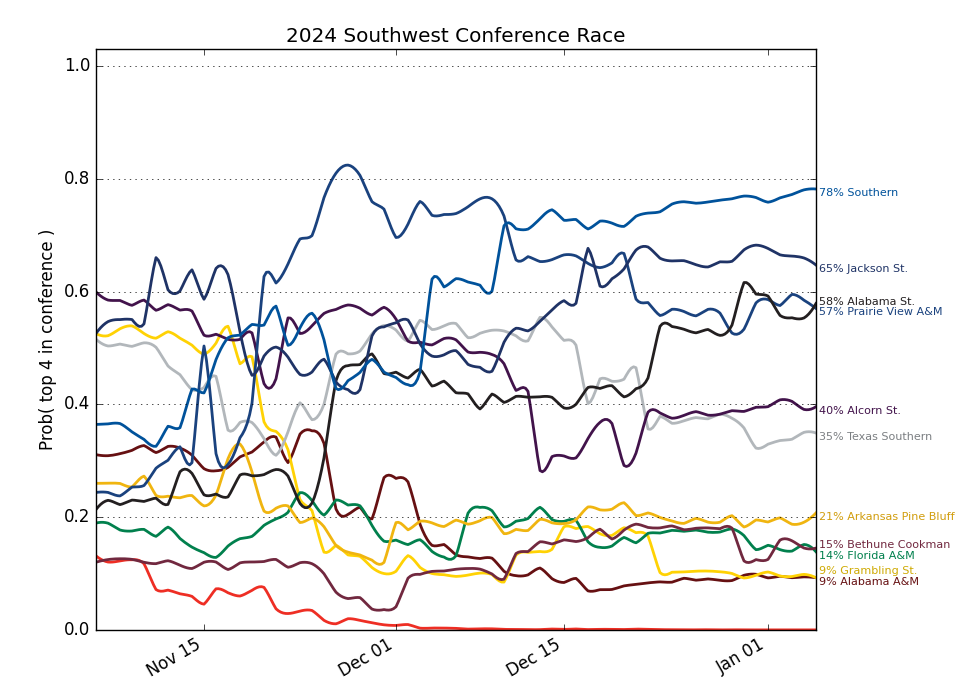 2024 Southwest Conference Race
Prob( top 4 in conference )
1.0
0.8
0.6
0.4
0.2
0.0
Nov 15
Dec 01
Dec 15
Jan 01
78% Southern
65% Jackson St.
58% Alabama St.
57% Prairie View A&M
40% Alcorn St.
35% Texas Southern
21% Arkansas Pine Bluff
15% Bethune Cookman
14% Florida A&M
9% Grambling St.
9% Alabama A&M